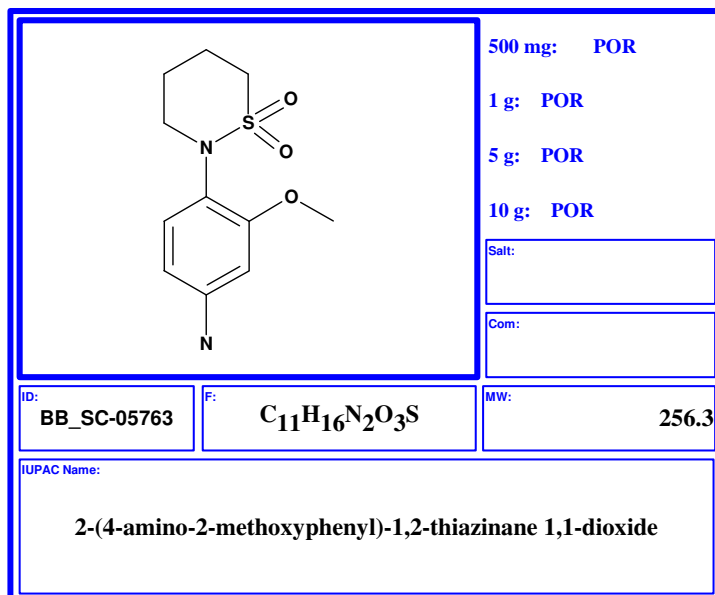 500 mg: POR
1 g: POR
5 g: POR
10 g: POR
O
S
O
N
O
N
Salt:
Com:
ID:
BB_SC-05763
F:
C11H16N2O3S
MW:
256.3
IUPAC Name:
2-(4-amino-2-methoxyphenyl)-1,2-thiazinane 1,1-dioxide